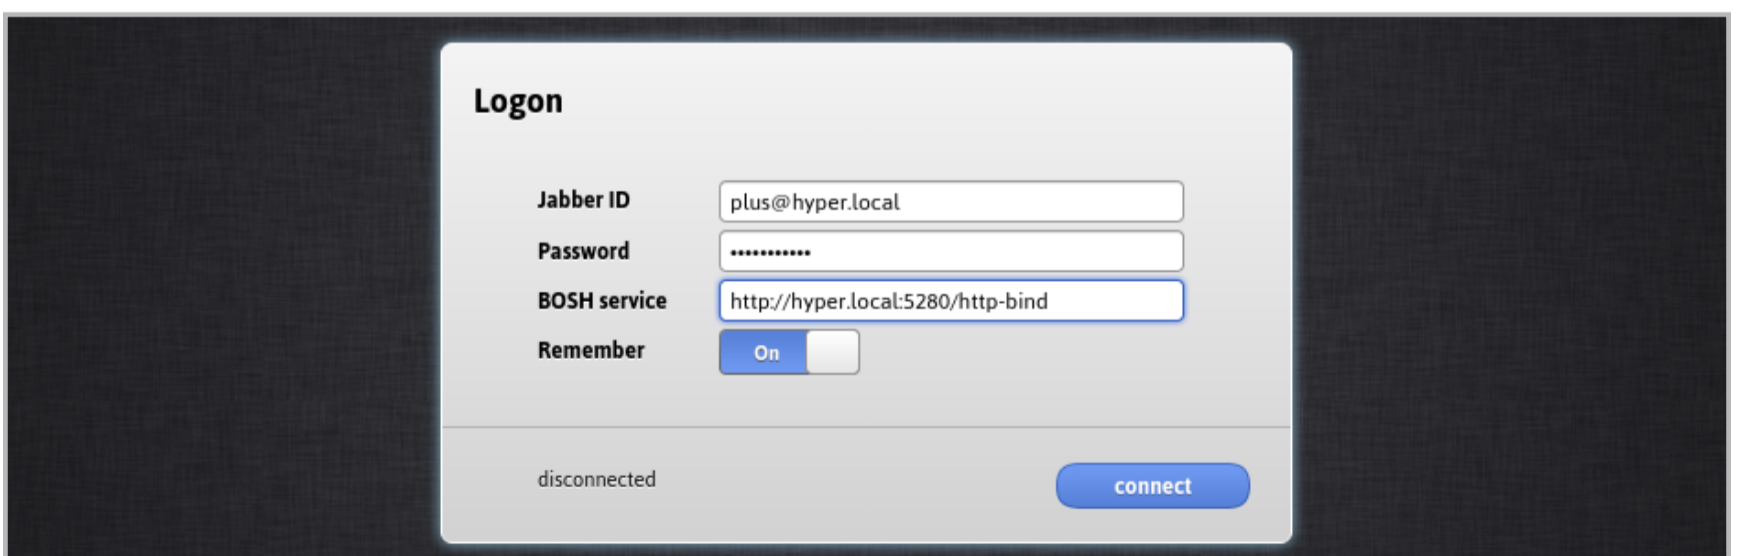 Logon
Jabber ID plus@hyper.local
Password •••••••••••
BOSH service http://hyper.local:5280/http-bind
Remember On
disconnected connect